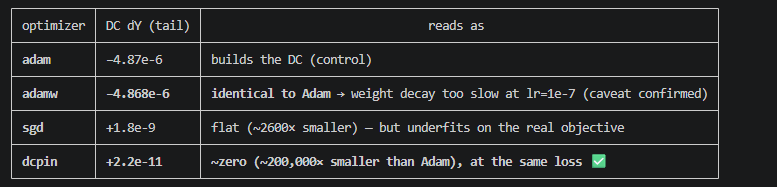 optimizer DC dY (tail) reads as
adam −4.87e-6 builds the DC (control)
adamw −4.868e-6 identical to Adam → weight decay too slow at lr=1e-7 (caveat confirmed)
sgd +1.8e-9 flat (~2600× smaller) — but underfits on the real objective
dcpin +2.2e-11 ~zero (~200,000× smaller than Adam), at the same loss ✅